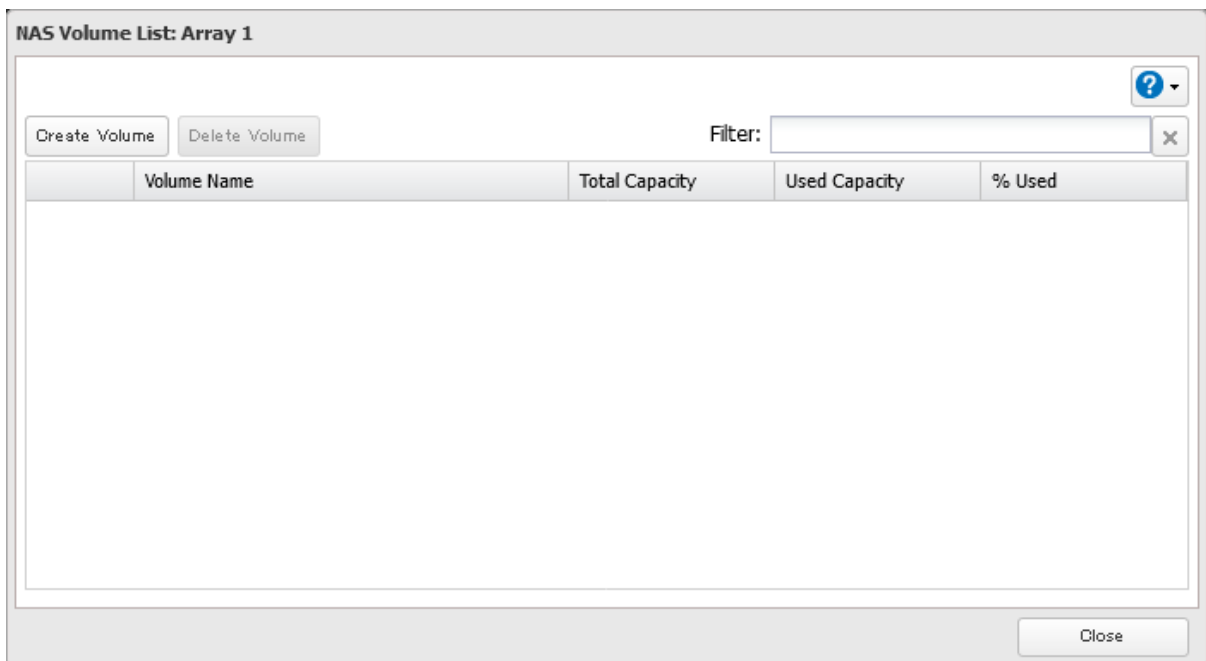 NAS Volume List: Array 1
?
Create Volume Delete Volume Filter:
Volume Name Total Capacity Used Capacity % Used
Close